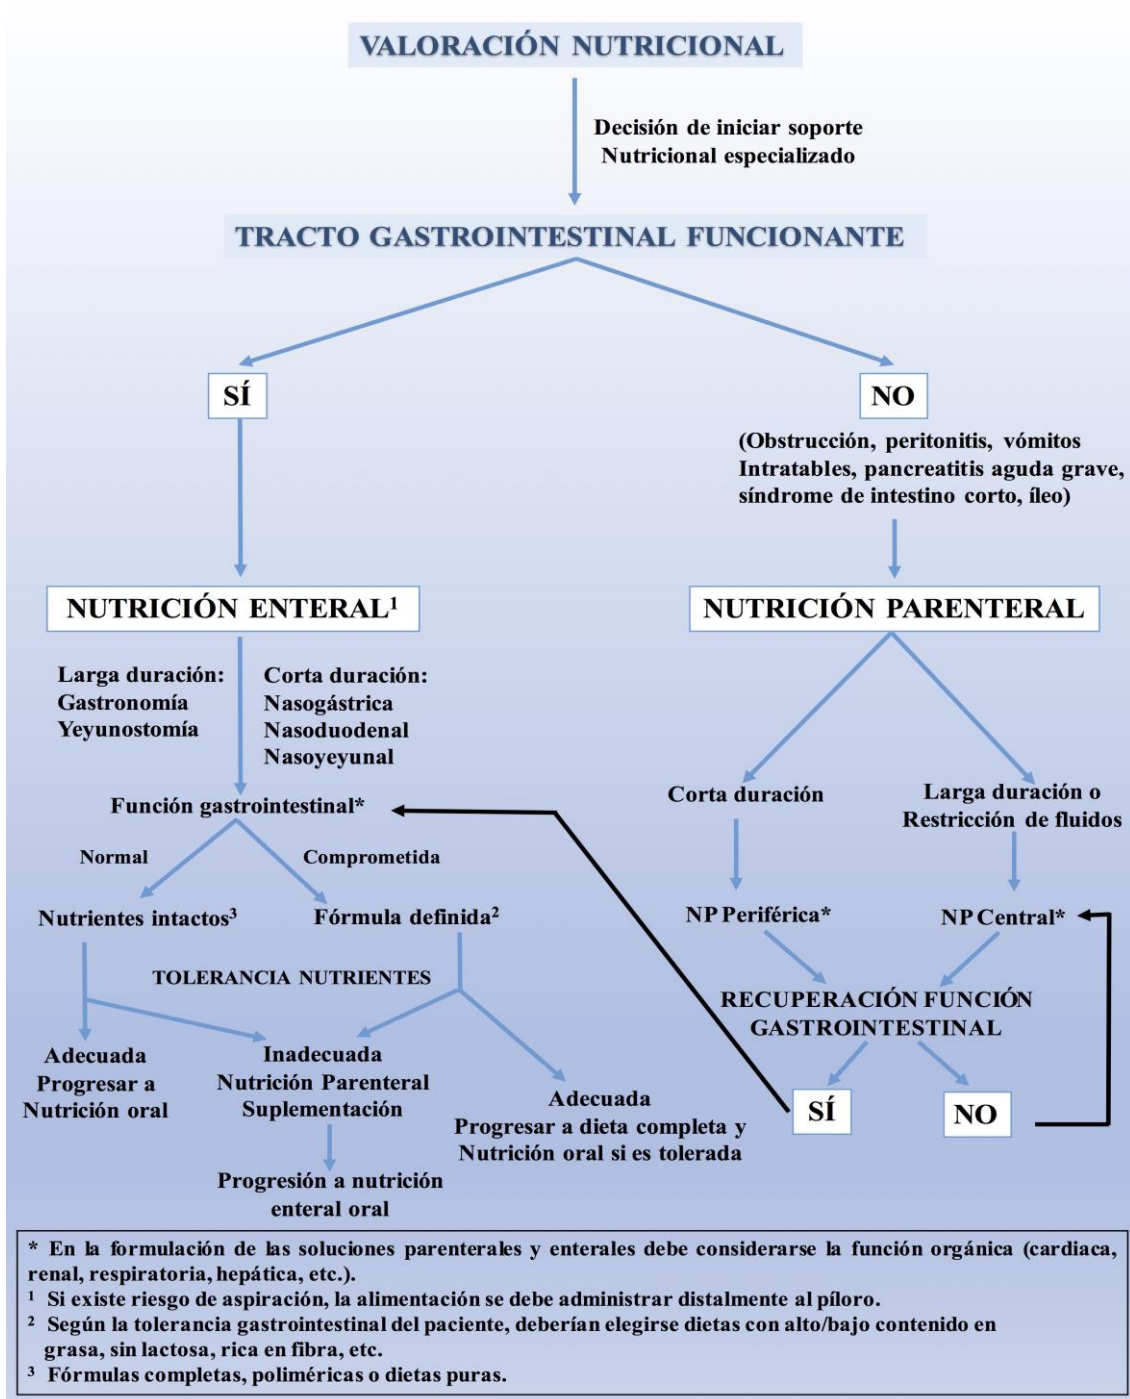 VALORACIÓN NUTRICIONAL
Decisión de iniciar soporte
Nutricional especializado
TRACTO GASTROINTESTINAL FUNCIONANTE
SÍ
NO
(Obstrucción, peritonitis, vómitos
Intratables, pancreatitis aguda grave,
síndrome de intestino corto, íleo)
NUTRICIÓN ENTERAL¹
NUTRICIÓN PARENTERAL
Larga duración:
Gastronomía
Yeyunostomía
Corta duración:
Nasogástrica
Nasoduodenal
Nasoyeyunal
Función gastrointestinal*
Corta duración
Larga duración o
Restricción de fluidos
Normal
Comprometida
Nutrientes intactos³
Fórmula definida²
NP Periférica*
NP Central*
TOLERANCIA NUTRIENTES
RECUPERACIÓN FUNCIÓN
GASTROINTESTINAL
Adecuada
Progresar a
Nutrición oral
Inadecuada
Nutrición Parenteral
Suplementación
Adecuada
Progresar a dieta completa y
Nutrición oral si es tolerada
SÍ
NO
Progresión a nutrición
enteral oral
* En la formulación de las soluciones parenterales y enterales debe considerarse la función orgánica (cardiaca,
renal, respiratoria, hepática, etc.).
¹ Si existe riesgo de aspiración, la alimentación se debe administrar distalmente al píloro.
² Según la tolerancia gastrointestinal del paciente, deberían elegirse dietas con alto/bajo contenido en
grasa, sin lactosa, rica en fibra, etc.
³ Fórmulas completas, poliméricas o dietas puras.